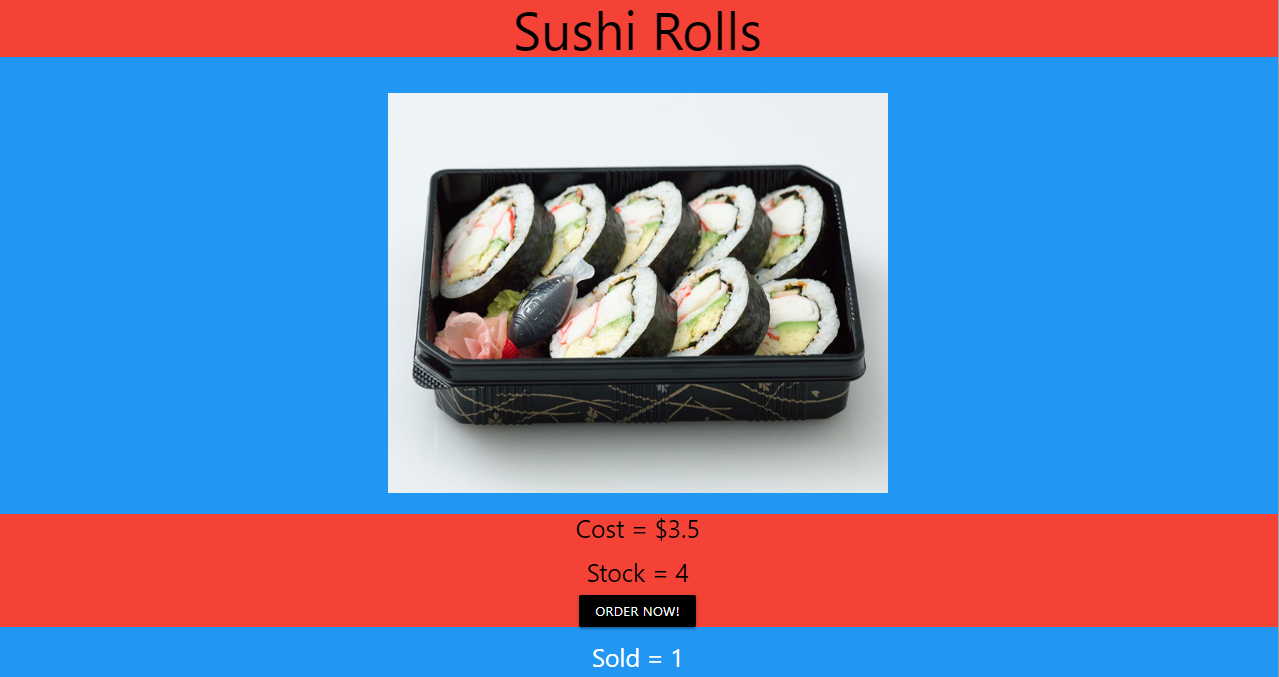 Sushi Rolls
Cost = $3.5
Stock = 4
ORDER NOW!
Sold = 1